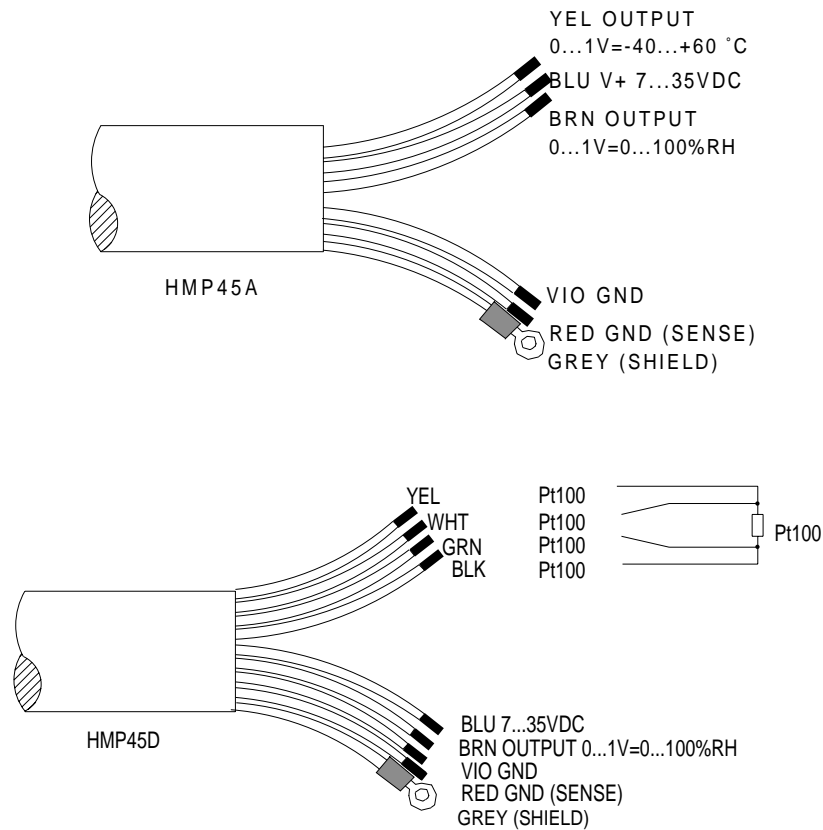 YEL OUTPUT
0...1V=-40...+60 °C
BLU V+ 7...35VDC
BRN OUTPUT
0...1V=0...100%RH
HMP45A
VIO GND
RED GND (SENSE)
GREY (SHIELD)
YEL
WHT
GRN
BLK
Pt100
Pt100
Pt100
Pt100
Pt100
HMP45D
BLU 7...35VDC
BRN OUTPUT 0...1V=0...100%RH
VIO GND
RED GND (SENSE)
GREY (SHIELD)